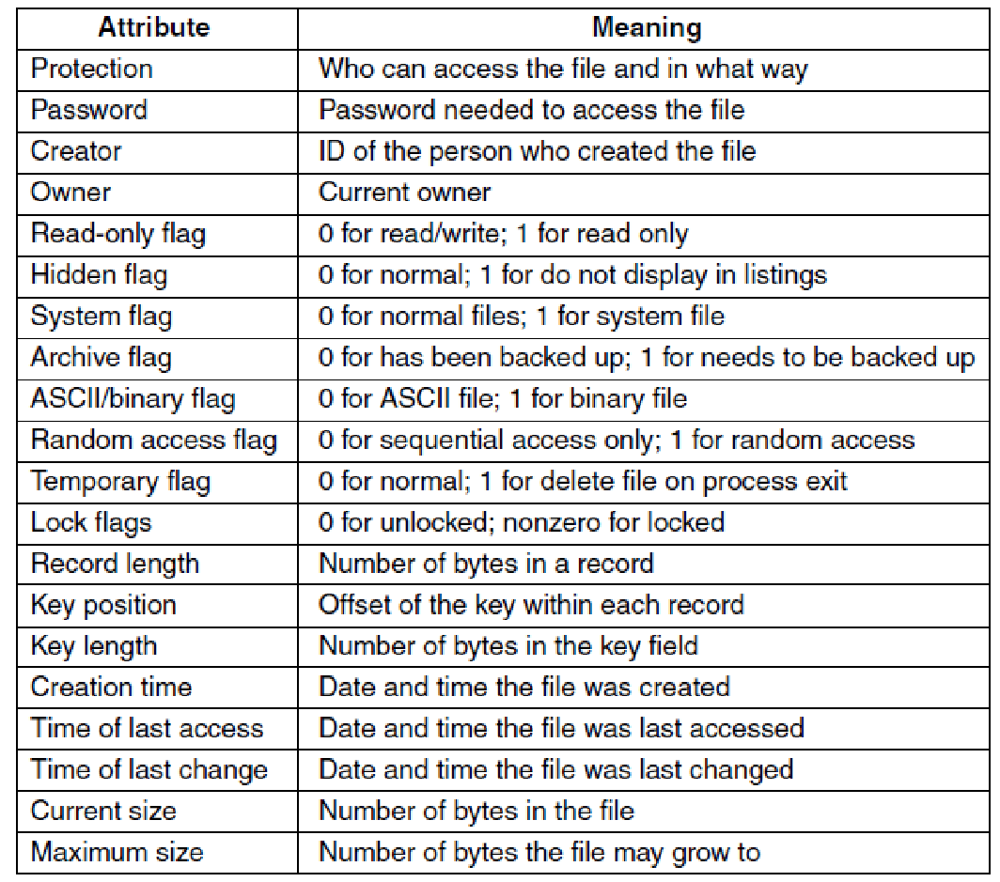 Attribute Meaning
Protection Who can access the file and in what way
Password Password needed to access the file
Creator ID of the person who created the file
Owner Current owner
Read-only flag 0 for read/write; 1 for read only
Hidden flag 0 for normal; 1 for do not display in listings
System flag 0 for normal files; 1 for system file
Archive flag 0 for has been backed up; 1 for needs to be backed up
ASCII/binary flag 0 for ASCII file; 1 for binary file
Random access flag 0 for sequential access only; 1 for random access
Temporary flag 0 for normal; 1 for delete file on process exit
Lock flags 0 for unlocked; nonzero for locked
Record length Number of bytes in a record
Key position Offset of the key within each record
Key length Number of bytes in the key field
Creation time Date and time the file was created
Time of last access Date and time the file was last accessed
Time of last change Date and time the file was last changed
Current size Number of bytes in the file
Maximum size Number of bytes the file may grow to